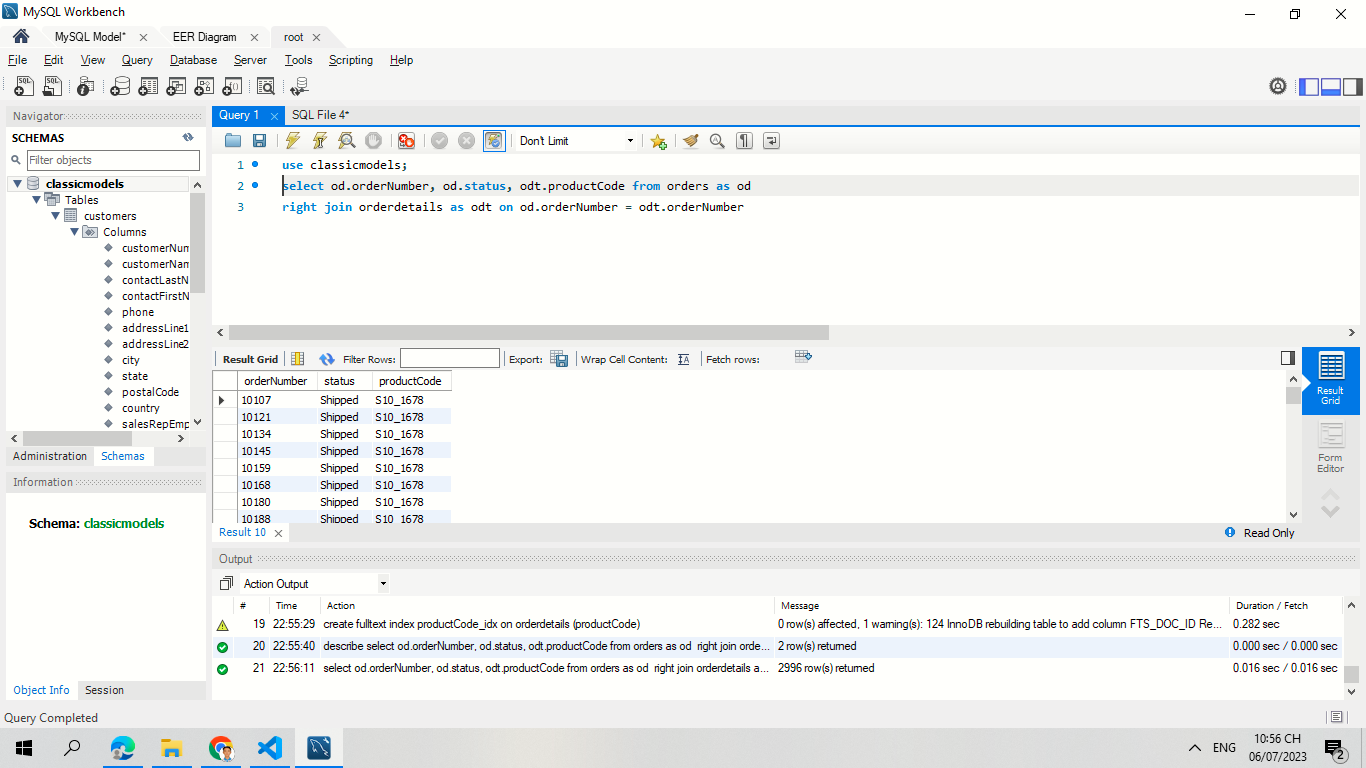 MySQL Workbench
MySQL Model* EER Diagram root
File Edit View Query Database Server Tools Scripting Help
Navigator
SCHEMAS
Filter objects
classicmodels
Tables
customers
Columns
customerNum
customerNam
contactLastN
contactFirstN
phone
addressLine1
addressLine2
city
state
postalCode
country
salesRepEmp
Administration Schemas
Information
Schema: classicmodels
Object Info Session
Query 1 SQL File 4*
Don't Limit
1 use classicmodels;
2 select od.orderNumber, od.status, odt.productCode from orders as od
3 right join orderdetails as odt on od.orderNumber = odt.orderNumber
Result Grid Filter Rows: Export: Wrap Cell Content: Fetch rows:
orderNumber status productCode
10107 Shipped S10_1678
10121 Shipped S10_1678
10134 Shipped S10_1678
10145 Shipped S10_1678
10159 Shipped S10_1678
10168 Shipped S10_1678
10180 Shipped S10_1678
10188 Shipped S10_1678
Result Grid
Form Editor
Result 10 Read Only
Output
Action Output
# Time Action Message Duration / Fetch
19 22:55:29 create fulltext index productCode_idx on orderdetails (productCode) 0 row(s) affected, 1 warning(s): 124 InnoDB rebuilding table to add column FTS_DOC_ID Re... 0.282 sec
20 22:55:40 describe select od.orderNumber, od.status, odt.productCode from orders as od right join orde... 2 row(s) returned 0.000 sec / 0.000 sec
21 22:56:11 select od.orderNumber, od.status, odt.productCode from orders as od right join orderdetails a... 2996 row(s) returned 0.016 sec / 0.016 sec
Query Completed
ENG
10:56 CH
06/07/2023
2